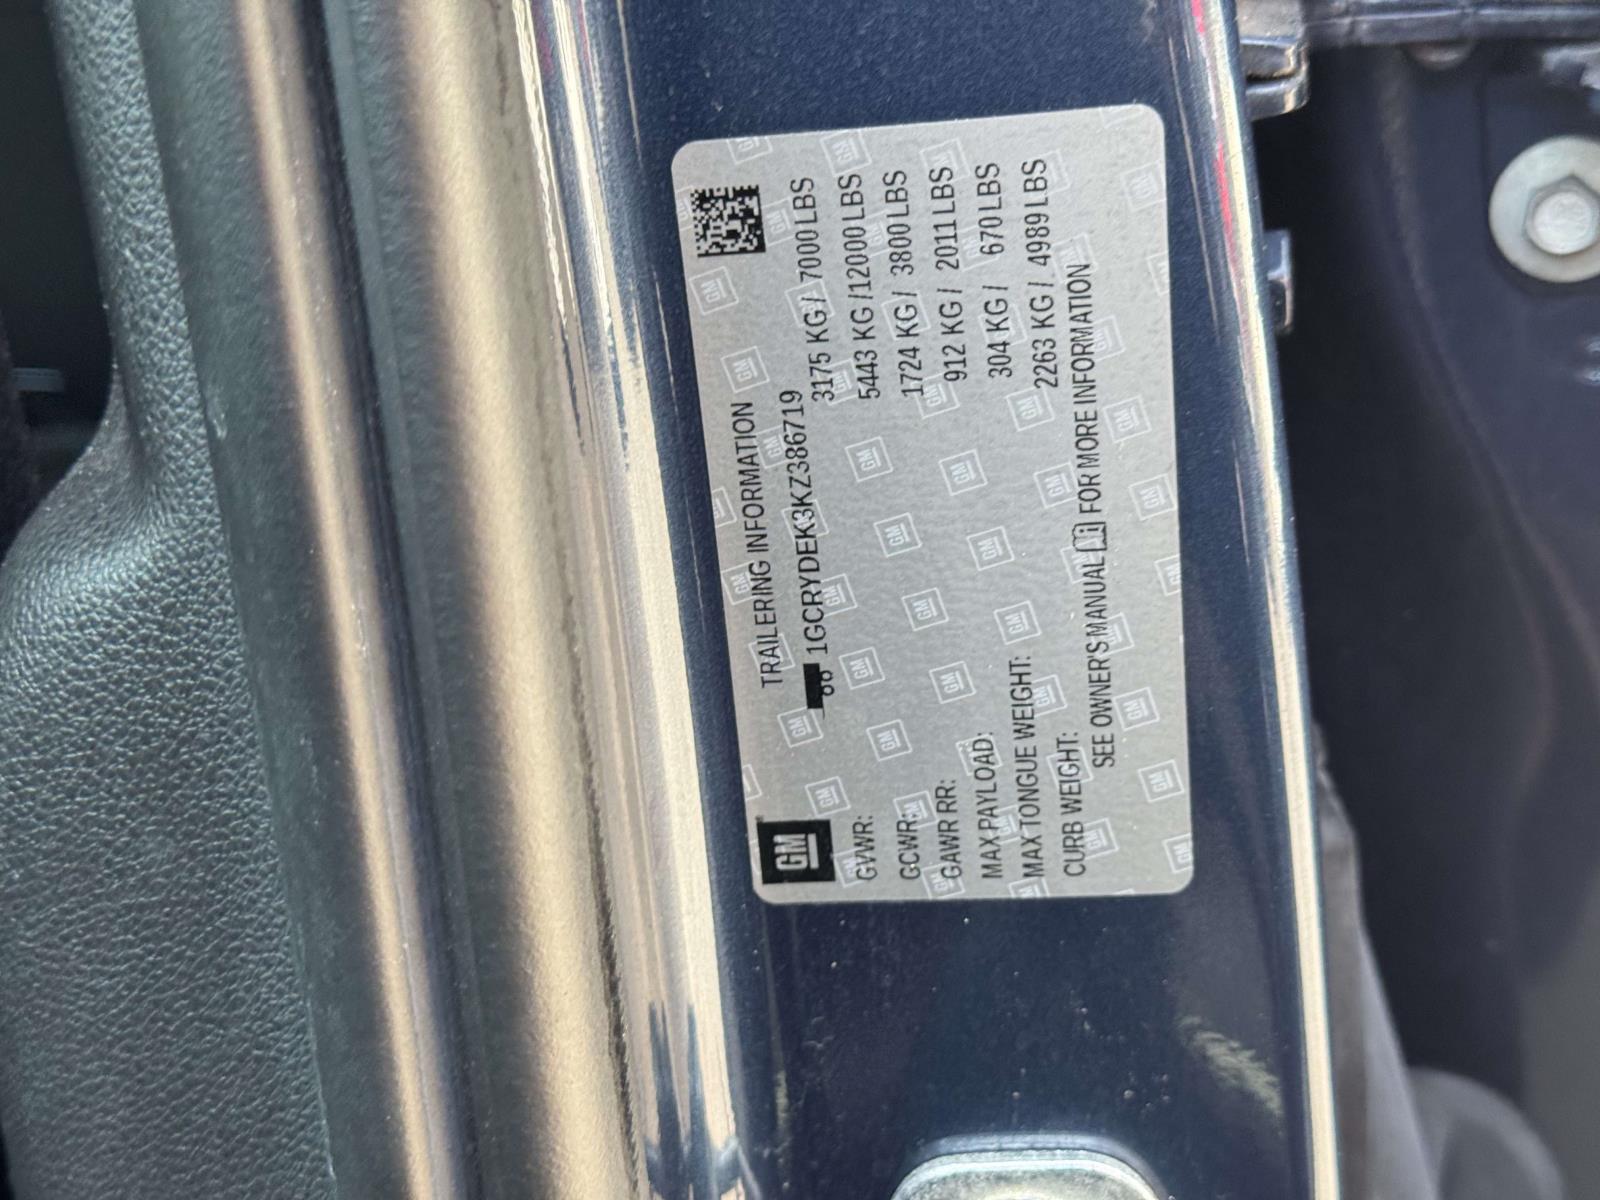 GM
TRAILERING INFORMATION
1GCRYDEK3KZ386719
GVWR: 3175 KG / 7000 LBS
GCWR: 5443 KG / 12000 LBS
GAWR RR: 1724 KG / 3800 LBS
MAX PAYLOAD: 912 KG / 2011 LBS
MAX TONGUE WEIGHT: 304 KG / 670 LBS
CURB WEIGHT: 2263 KG / 4989 LBS
SEE OWNER'S MANUAL FOR MORE INFORMATION